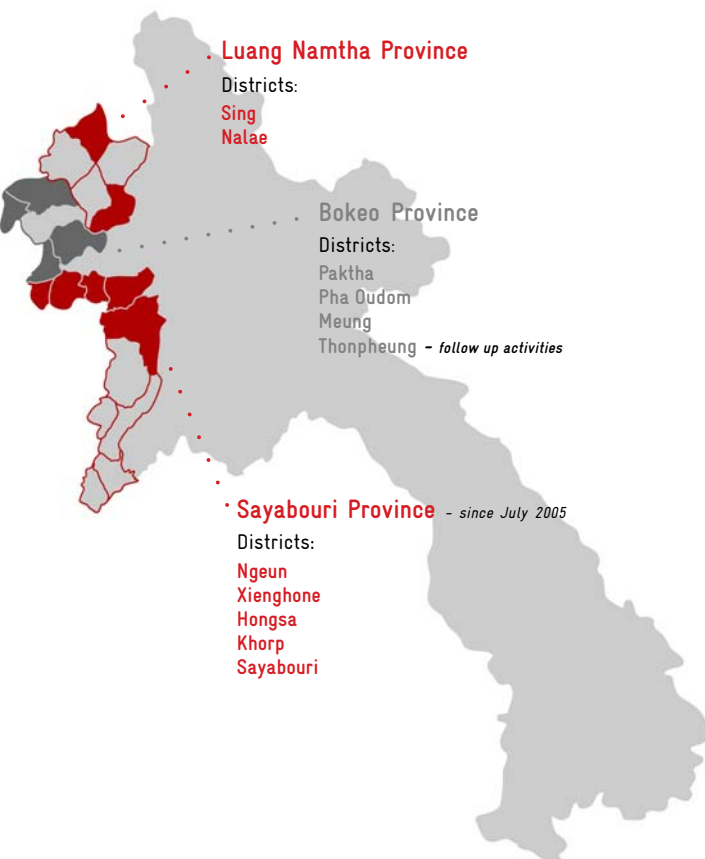 Luang Namtha Province
Districts:
Sing
Nalae
Bokeo Province
Districts:
Paktha
Pha Oudom
Meung
Thonpheung - follow up activities
Sayabouri Province - since July 2005
Districts:
Ngeun
Xienghone
Hongsa
Khorp
Sayabouri